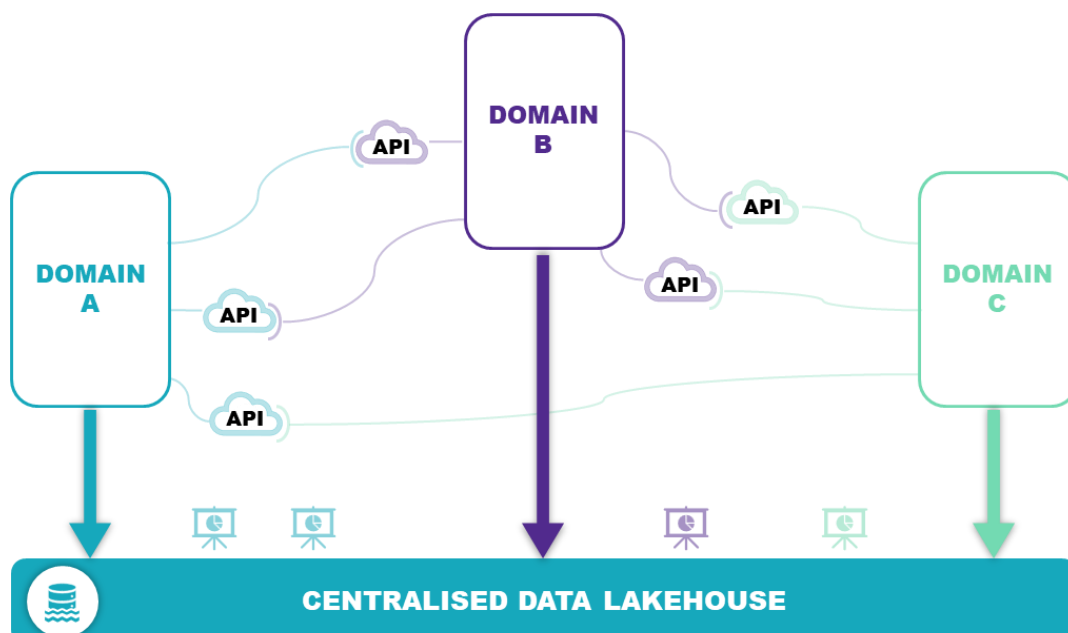 DOMAIN
B
API
API
DOMAIN
A
DOMAIN
C
API
API
API
CENTRALISED DATA LAKEHOUSE